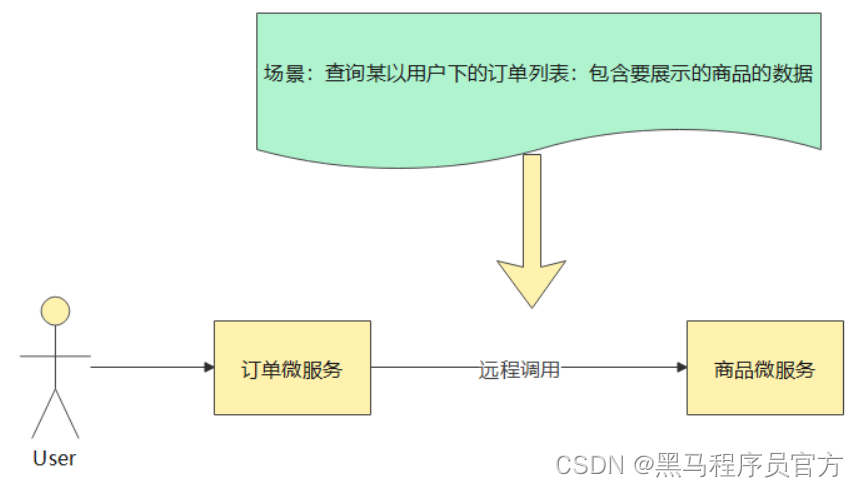 场景：查询某以用户下的订单列表：包含要展示的商品的数据
订单微服务
远程调用
商品微服务
User
CSDN @黑马程序员官方